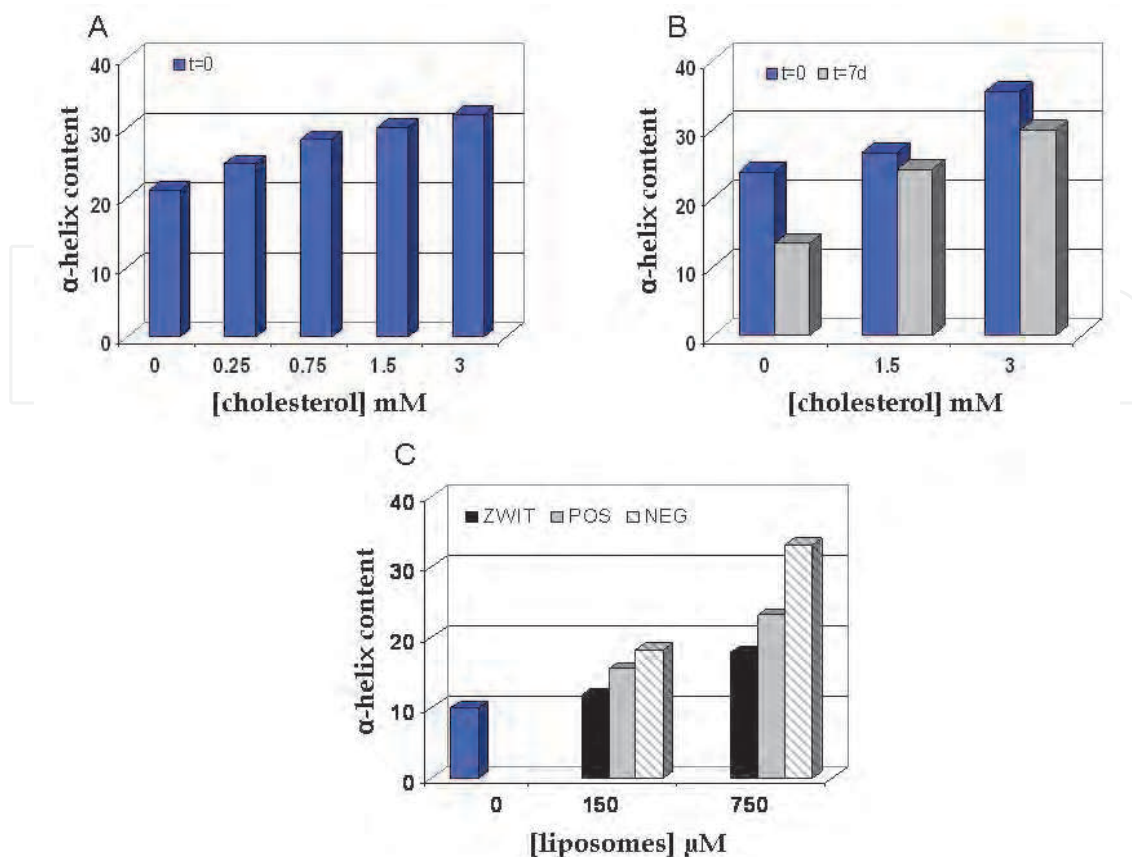 A
t=0
α-helix content
40
30
20
10
0
0 0.25 0.75 1.5 3
[cholesterol] mM
B
t=0 t=7d
α-helix content
40
30
20
10
0
0 1.5 3
[cholesterol] mM
C
ZWIT POS NEG
α-helix content
40
30
20
10
0
0 150 750
[liposomes] µM